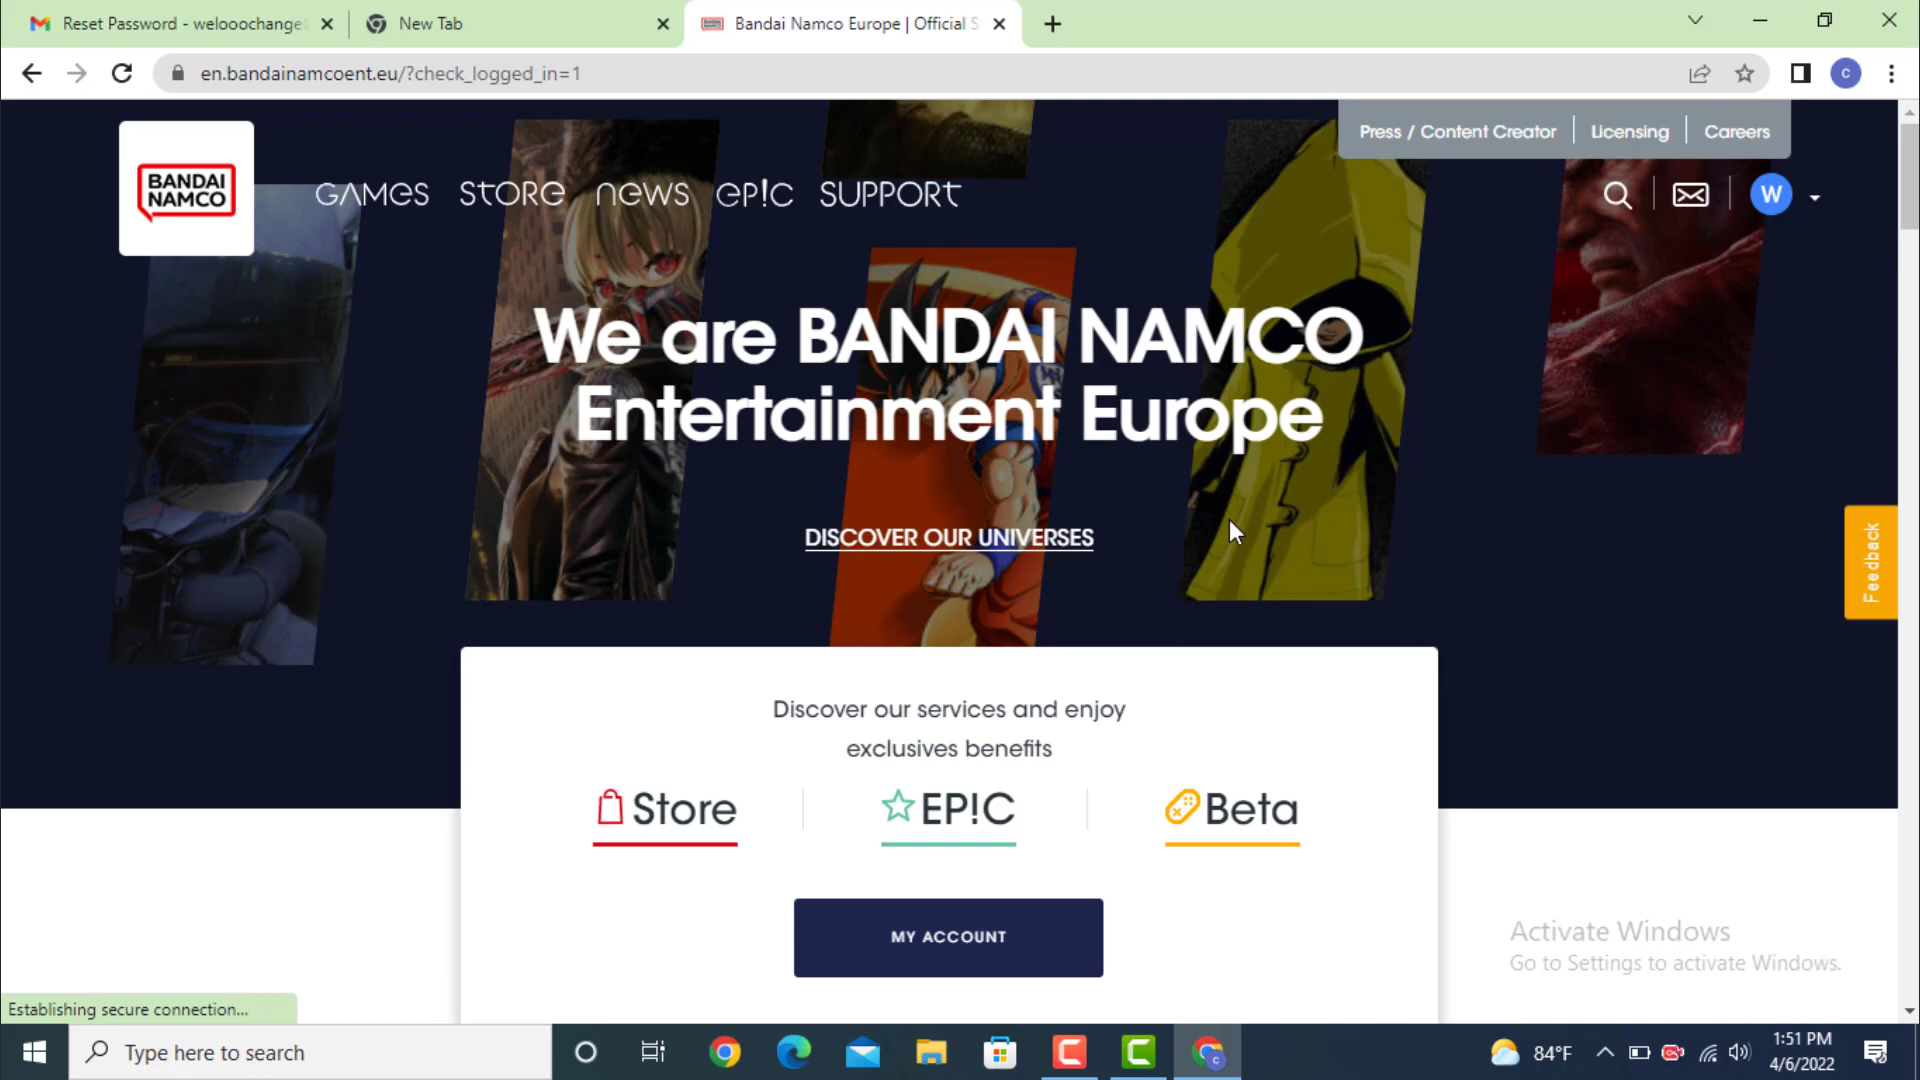 Reset Password - welooochange
New Tab
Bandai Namco Europe | Official S
en.bandainamcoent.eu/?check_logged_in=1
C
Press / Content Creator
Licensing
Careers
BANDAI
NAMCO
GAMES
STORE
NEWS
EP!C
SUPPORT
W
We are BANDAI NAMCO
Entertainment Europe
DISCOVER OUR UNIVERSES
Feedback
Discover our services and enjoy
exclusives benefits
Store
EP!C
Beta
MY ACCOUNT
Activate Windows
Go to Settings to activate Windows.
Establishing secure connection...
Type here to search
84°F
1:51 PM
4/6/2022